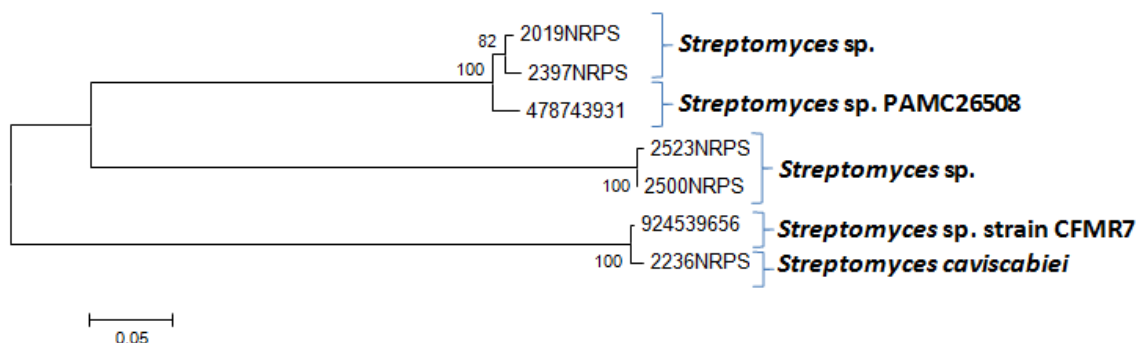 2019NRPS
82
Streptomyces sp.
2397NRPS
100
478743931
Streptomyces sp. PAMC26508
2523NRPS
Streptomyces sp.
100
2500NRPS
924539656
Streptomyces sp. strain CFMR7
100
2236NRPS
Streptomyces caviscabiei
0.05